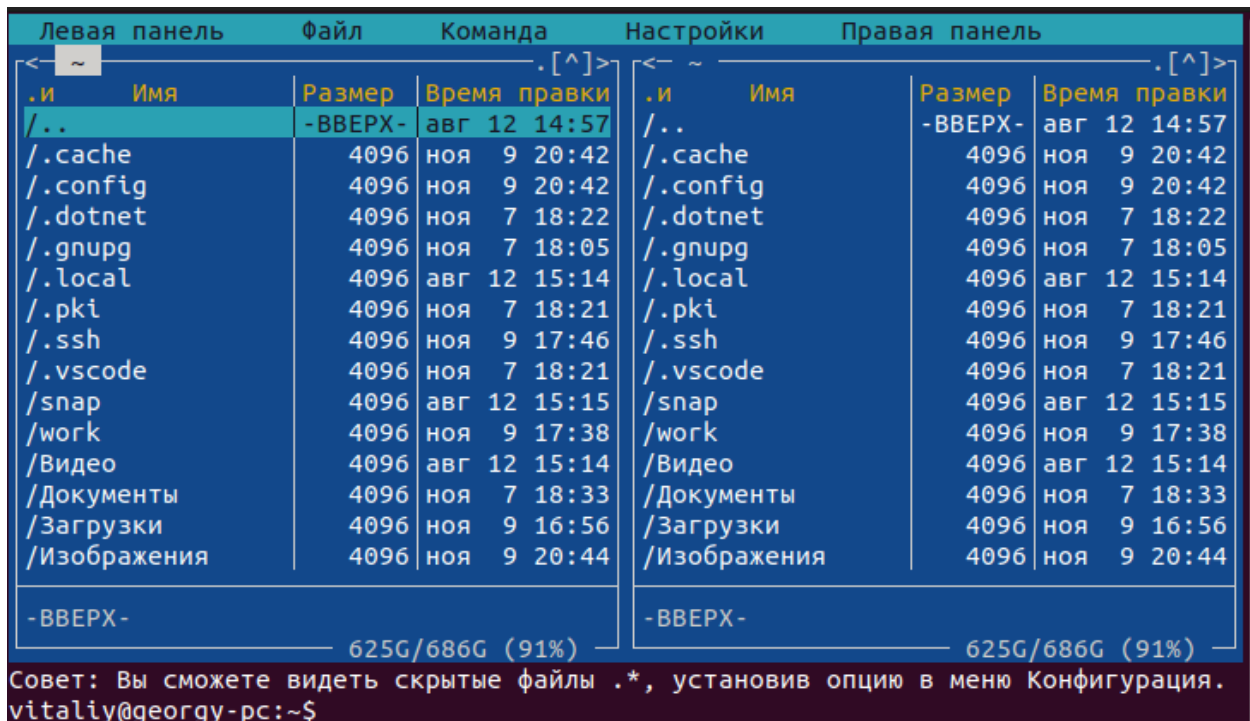 Левая панель Файл Команда Настройки Правая панель
<─ ~ .[^]> <─ ~ .[^]>
.и Имя Размер Время правки .и Имя Размер Время правки
/.. -ВВЕРХ- авг 12 14:57 /.. -ВВЕРХ- авг 12 14:57
/.cache 4096 ноя 9 20:42 /.cache 4096 ноя 9 20:42
/.config 4096 ноя 9 20:42 /.config 4096 ноя 9 20:42
/.dotnet 4096 ноя 7 18:22 /.dotnet 4096 ноя 7 18:22
/.gnupg 4096 ноя 7 18:05 /.gnupg 4096 ноя 7 18:05
/.local 4096 авг 12 15:14 /.local 4096 авг 12 15:14
/.pki 4096 ноя 7 18:21 /.pki 4096 ноя 7 18:21
/.ssh 4096 ноя 9 17:46 /.ssh 4096 ноя 9 17:46
/.vscode 4096 ноя 7 18:21 /.vscode 4096 ноя 7 18:21
/snap 4096 авг 12 15:15 /snap 4096 авг 12 15:15
/work 4096 ноя 9 17:38 /work 4096 ноя 9 17:38
/Видео 4096 авг 12 15:14 /Видео 4096 авг 12 15:14
/Документы 4096 ноя 7 18:33 /Документы 4096 ноя 7 18:33
/Загрузки 4096 ноя 9 16:56 /Загрузки 4096 ноя 9 16:56
/Изображения 4096 ноя 9 20:44 /Изображения 4096 ноя 9 20:44
-ВВЕРХ- -ВВЕРХ-
625G/686G (91%) 625G/686G (91%)
Совет: Вы сможете видеть скрытые файлы .*, установив опцию в меню Конфигурация.
vitaliy@georgy-pc:~$